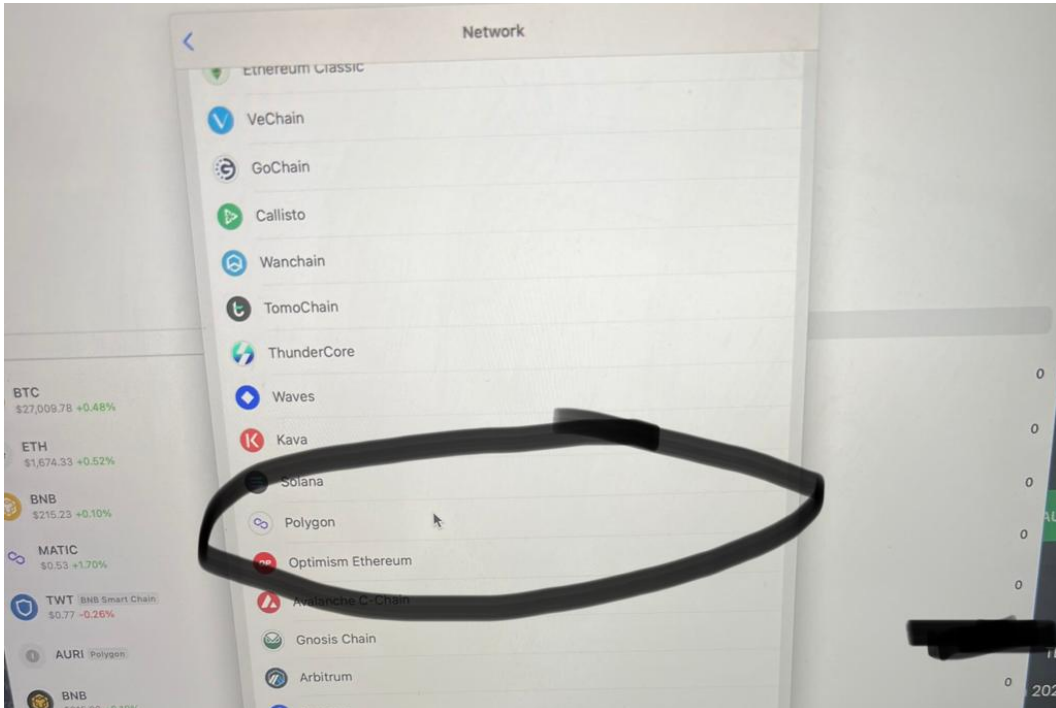 Network
Ethereum Classic
VeChain
GoChain
Callisto
Wanchain
TomoChain
ThunderCore
Waves
Kava
Solana
Polygon
Optimism Ethereum
Avalanche C-Chain
Gnosis Chain
Arbitrum
BTC
$27,009.78 +0.48%
ETH
$1,674.33 +0.52%
BNB
$215.23 +0.10%
MATIC
$0.53 +1.70%
TWT BNB Smart Chain
$0.77 -0.26%
AURI Polygon
BNB
0
0
0
0
0
0
202